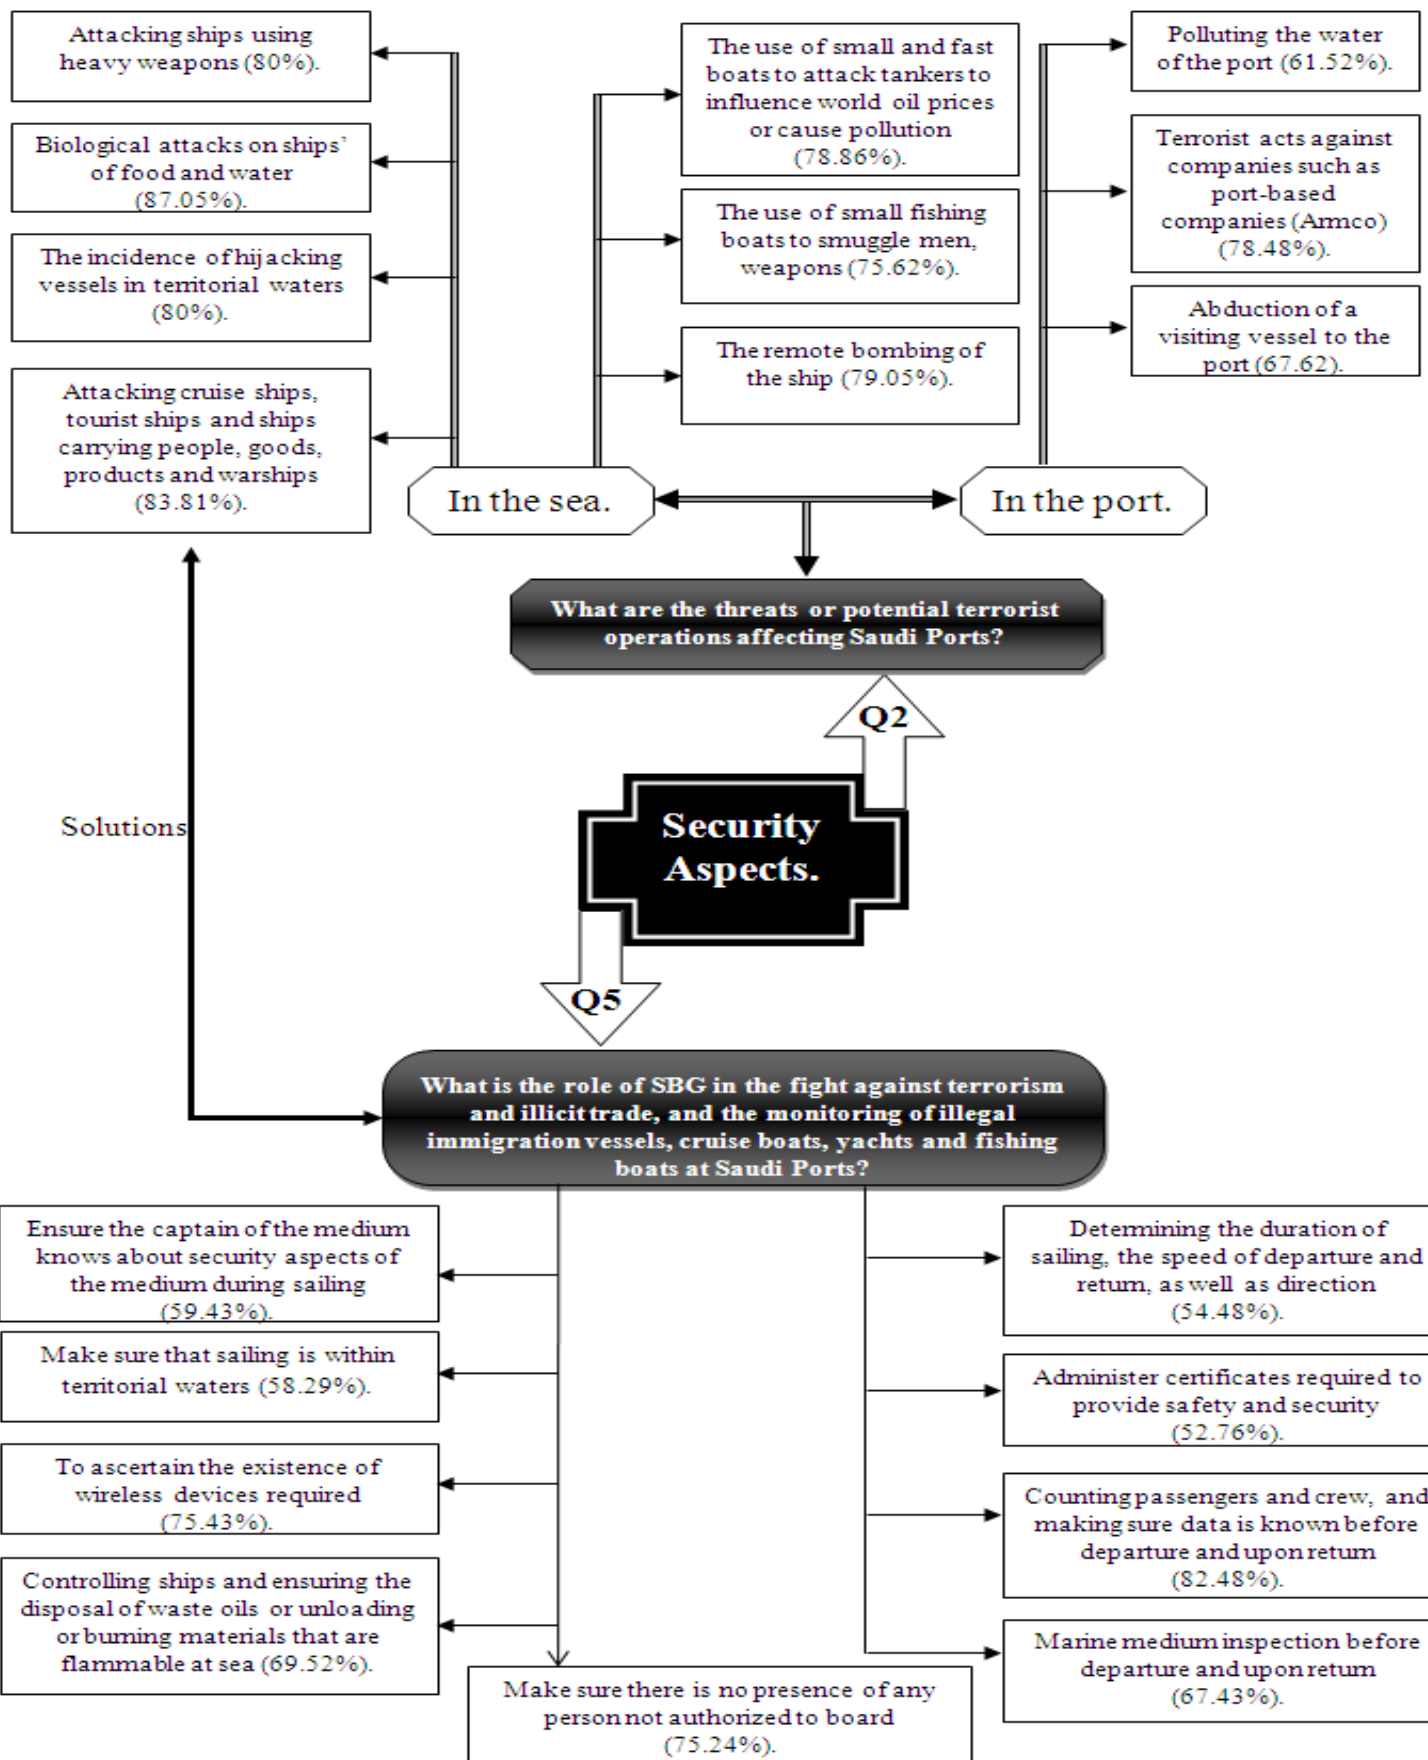 Attacking ships using
heavy weapons (80%).
Biological attacks on ships'
of food and water
(87.05%).
The incidence of hijacking
vessels in territorial waters
(80%).
Attacking cruise ships,
tourist ships and ships
carrying people, goods,
products and warships
(83.81%).
The use of small and fast
boats to attack tankers to
influence world oil prices
or cause pollution
(78.86%).
The use of small fishing
boats to smuggle men,
weapons (75.62%).
The remote bombing of
the ship (79.05%).
Polluting the water
of the port (61.52%).
Terrorist acts against
companies such as
port-based
companies (Armco)
(78.48%).
Abduction of a
visiting vessel to the
port (67.62).
In the sea.
In the port.
What are the threats or potential terrorist
operations affecting Saudi Ports?
Q2
Security
Aspects.
Solutions
Q5
What is the role of SBG in the fight against terrorism
and illicit trade, and the monitoring of illegal
immigration vessels, cruise boats, yachts and fishing
boats at Saudi Ports?
Ensure the captain of the medium
knows about security aspects of
the medium during sailing
(59.43%).
Make sure that sailing is within
territorial waters (58.29%).
To ascertain the existence of
wireless devices required
(75.43%).
Controlling ships and ensuring the
disposal of waste oils or unloading
or burning materials that are
flammable at sea (69.52%).
Make sure there is no presence of any
person not authorized to board
(75.24%).
Determining the duration of
sailing, the speed of departure and
return, as well as direction
(54.48%).
Administer certificates required to
provide safety and security
(52.76%).
Counting passengers and crew, and
making sure data is known before
departure and upon return
(82.48%).
Marine medium inspection before
departure and upon return
(67.43%).